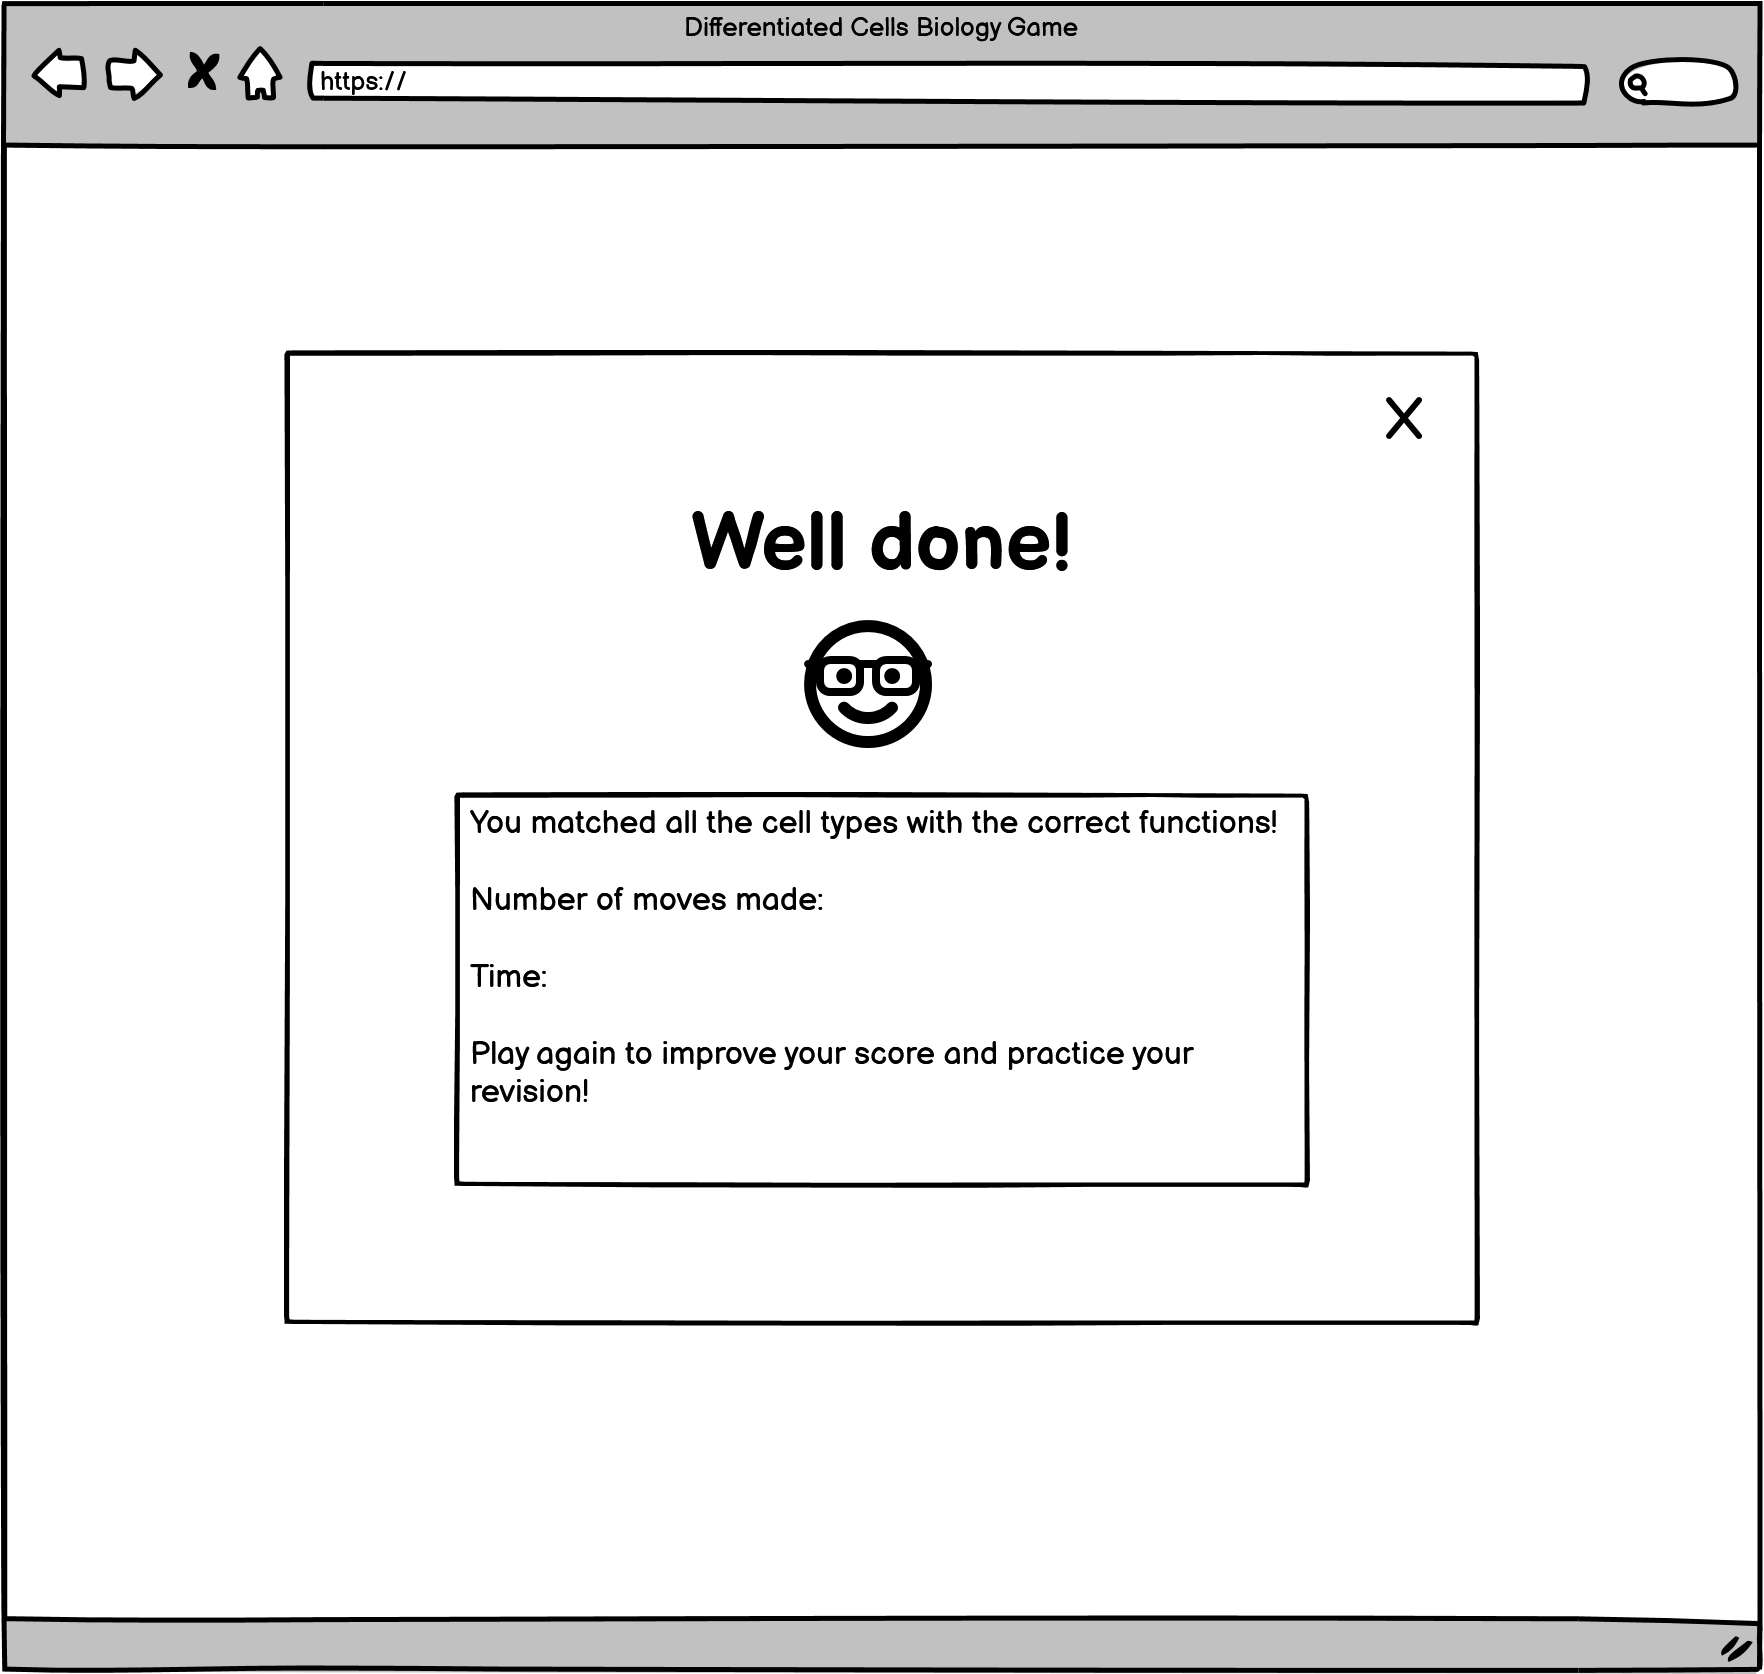 Differentiated Cells Biology Game
https://
Well done!
You matched all the cell types with the correct functions!
Number of moves made:
Time:
Play again to improve your score and practice your
revision!